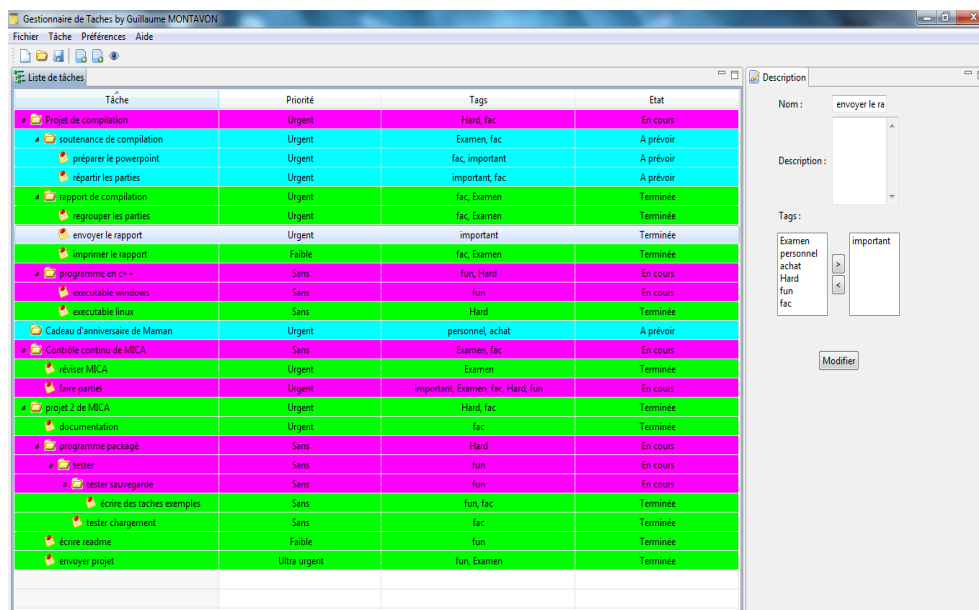 Gestionnaire de Taches by Guillaume MONTAVON
Fichier Tâche Préférences Aide
Liste de tâches
Tâche Priorité Tags Etat
Projet de compilation Urgent Hard, fac En cours
soutenance de compilation Urgent Examen, fac A prévoir
préparer le powerpoint Urgent fac, important A prévoir
répartir les parties Urgent important, fac A prévoir
rapport de compilation Urgent fac, Examen Terminée
regrouper les parties Urgent fac, Examen Terminée
envoyer le rapport Urgent important Terminée
imprimer le rapport Faible fac, Examen Terminée
programme en c++ Sans fun, Hard En cours
executable windows Sans fun En cours
executable linux Sans Hard Terminée
Cadeau d'anniversaire de Maman Urgent personnel, achat A prévoir
Contrôle continu de MICA Sans Examen, fac En cours
réviser MICA Urgent Examen Terminée
faire partiel Urgent important, Examen, fac, Hard, fun En cours
projet 2 de MICA Urgent Hard, fac Terminée
documentation Urgent fac Terminée
programme packagé Sans Hard En cours
tester Sans fun En cours
tester sauvegarde Sans fun En cours
écrire des taches exemples Sans fun, fac Terminée
tester chargement Sans fac Terminée
écrire readme Faible fun Terminée
envoyer projet Ultra urgent fun, Examen Terminée
Description
Nom : envoyer le ra
Description :
Tags :
Examen
personnel
achat
Hard
fun
fac
>
<
important
Modifier